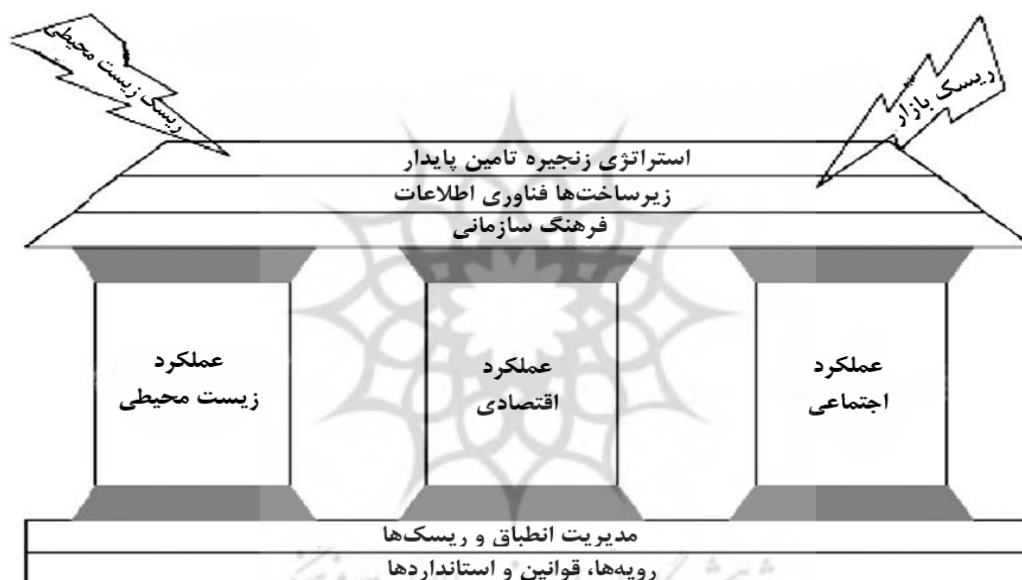 ریسک بازار
ریسک زیست محیطی
استراتژی زنجیره تامین پایدار
زیرساخت‌ها فناوری اطلاعات
فرهنگ سازمانی
عملکرد
اجتماعی
عملکرد
اقتصادی
عملکرد
زیست محیطی
مدیریت انطباق و ریسک‌ها
رویه‌ها، قوانین و استانداردها